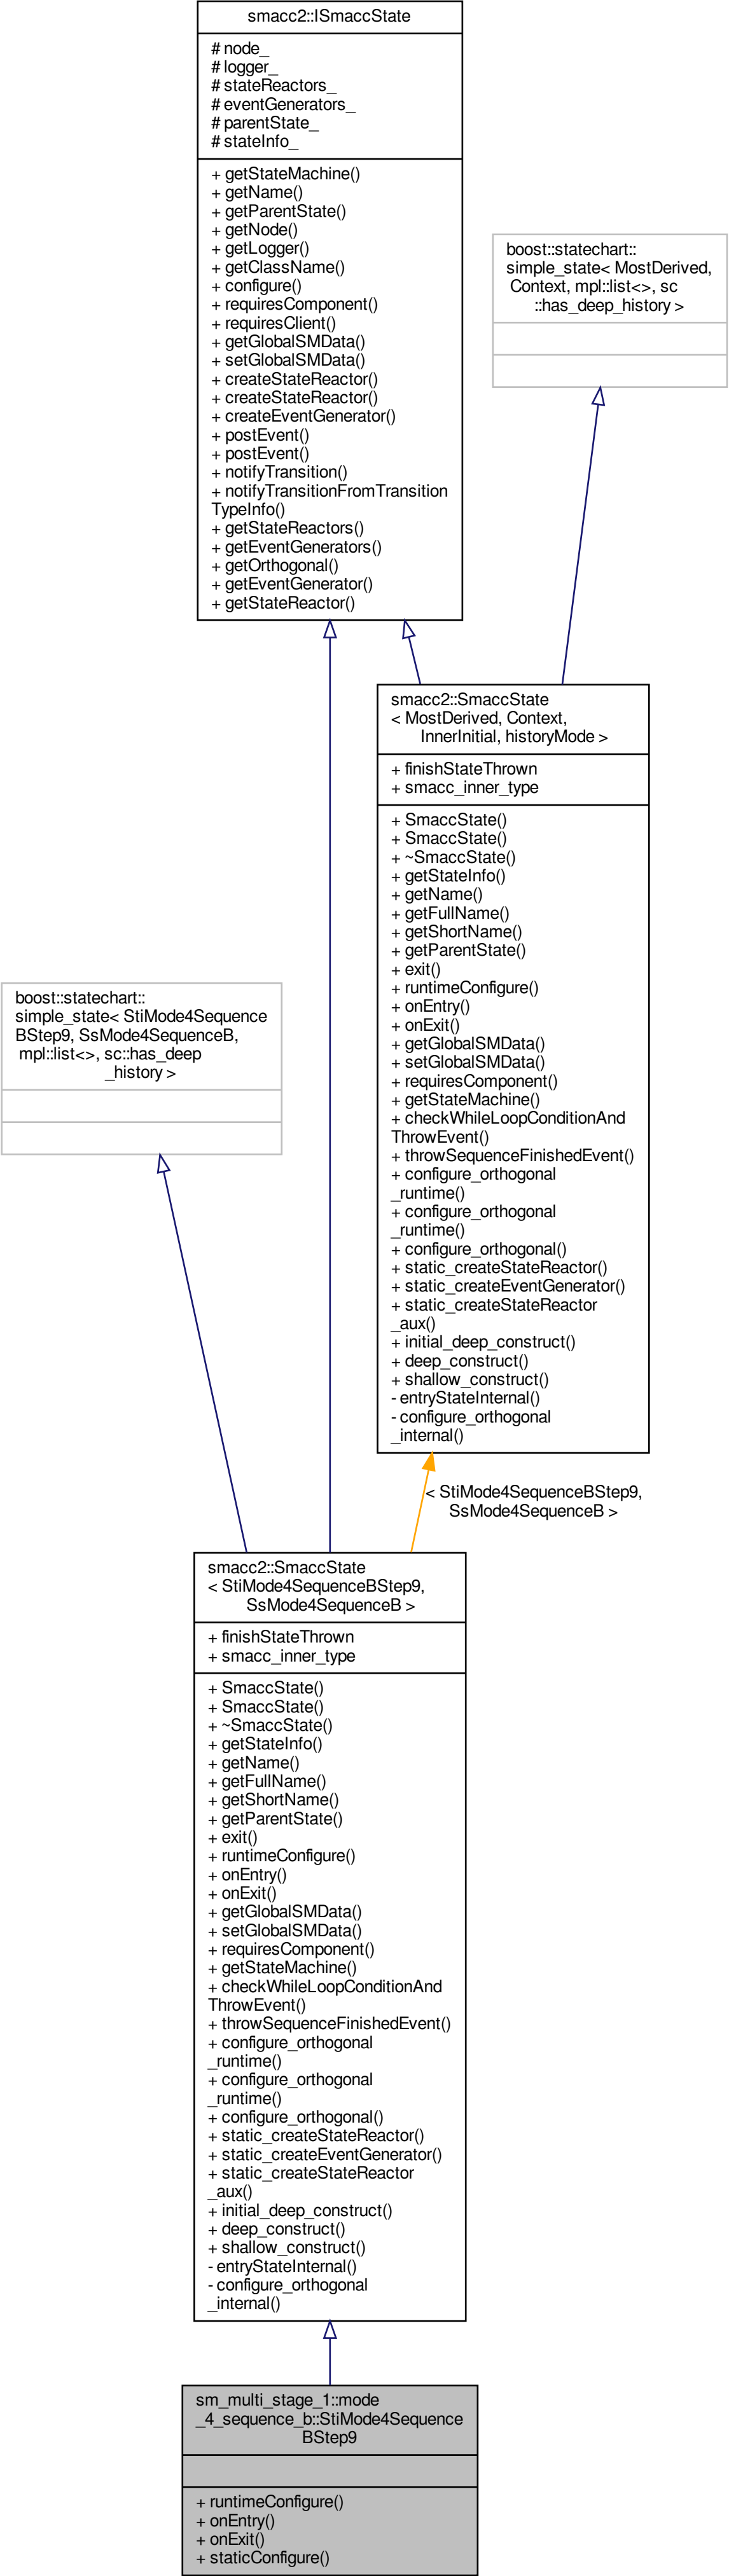 smacc2::ISmaccState
# node_
# logger_
# stateReactors_
# eventGenerators_
# parentState_
# stateInfo_
+ getStateMachine()
+ getName()
+ getParentState()
+ getNode()
+ getLogger()
+ getClassName()
+ configure()
+ requiresComponent()
+ requiresClient()
+ getGlobalSMData()
+ setGlobalSMData()
+ createStateReactor()
+ createStateReactor()
+ createEventGenerator()
+ postEvent()
+ postEvent()
+ notifyTransition()
+ notifyTransitionFromTransition
TypeInfo()
+ getStateReactors()
+ getEventGenerators()
+ getOrthogonal()
+ getEventGenerator()
+ getStateReactor()
boost::statechart::
simple_state< MostDerived,
Context, mpl::list<>, sc
::has_deep_history >
smacc2::SmaccState
< MostDerived, Context,
InnerInitial, historyMode >
+ finishStateThrown
+ smacc_inner_type
+ SmaccState()
+ SmaccState()
+ ~SmaccState()
+ getStateInfo()
+ getName()
+ getFullName()
+ getShortName()
+ getParentState()
+ exit()
+ runtimeConfigure()
+ onEntry()
+ onExit()
+ getGlobalSMData()
+ setGlobalSMData()
+ requiresComponent()
+ getStateMachine()
+ checkWhileLoopConditionAnd
ThrowEvent()
+ throwSequenceFinishedEvent()
+ configure_orthogonal
_runtime()
+ configure_orthogonal
_runtime()
+ configure_orthogonal()
+ static_createStateReactor()
+ static_createEventGenerator()
+ static_createStateReactor
_aux()
+ initial_deep_construct()
+ deep_construct()
+ shallow_construct()
- entryStateInternal()
- configure_orthogonal
_internal()
boost::statechart::
simple_state< StiMode4Sequence
BStep9, SsMode4SequenceB,
mpl::list<>, sc::has_deep
_history >
< StiMode4SequenceBStep9,
SsMode4SequenceB >
smacc2::SmaccState
< StiMode4SequenceBStep9,
SsMode4SequenceB >
+ finishStateThrown
+ smacc_inner_type
+ SmaccState()
+ SmaccState()
+ ~SmaccState()
+ getStateInfo()
+ getName()
+ getFullName()
+ getShortName()
+ getParentState()
+ exit()
+ runtimeConfigure()
+ onEntry()
+ onExit()
+ getGlobalSMData()
+ setGlobalSMData()
+ requiresComponent()
+ getStateMachine()
+ checkWhileLoopConditionAnd
ThrowEvent()
+ throwSequenceFinishedEvent()
+ configure_orthogonal
_runtime()
+ configure_orthogonal
_runtime()
+ configure_orthogonal()
+ static_createStateReactor()
+ static_createEventGenerator()
+ static_createStateReactor
_aux()
+ initial_deep_construct()
+ deep_construct()
+ shallow_construct()
- entryStateInternal()
- configure_orthogonal
_internal()
sm_multi_stage_1::mode
_4_sequence_b::StiMode4Sequence
BStep9
+ runtimeConfigure()
+ onEntry()
+ onExit()
+ staticConfigure()